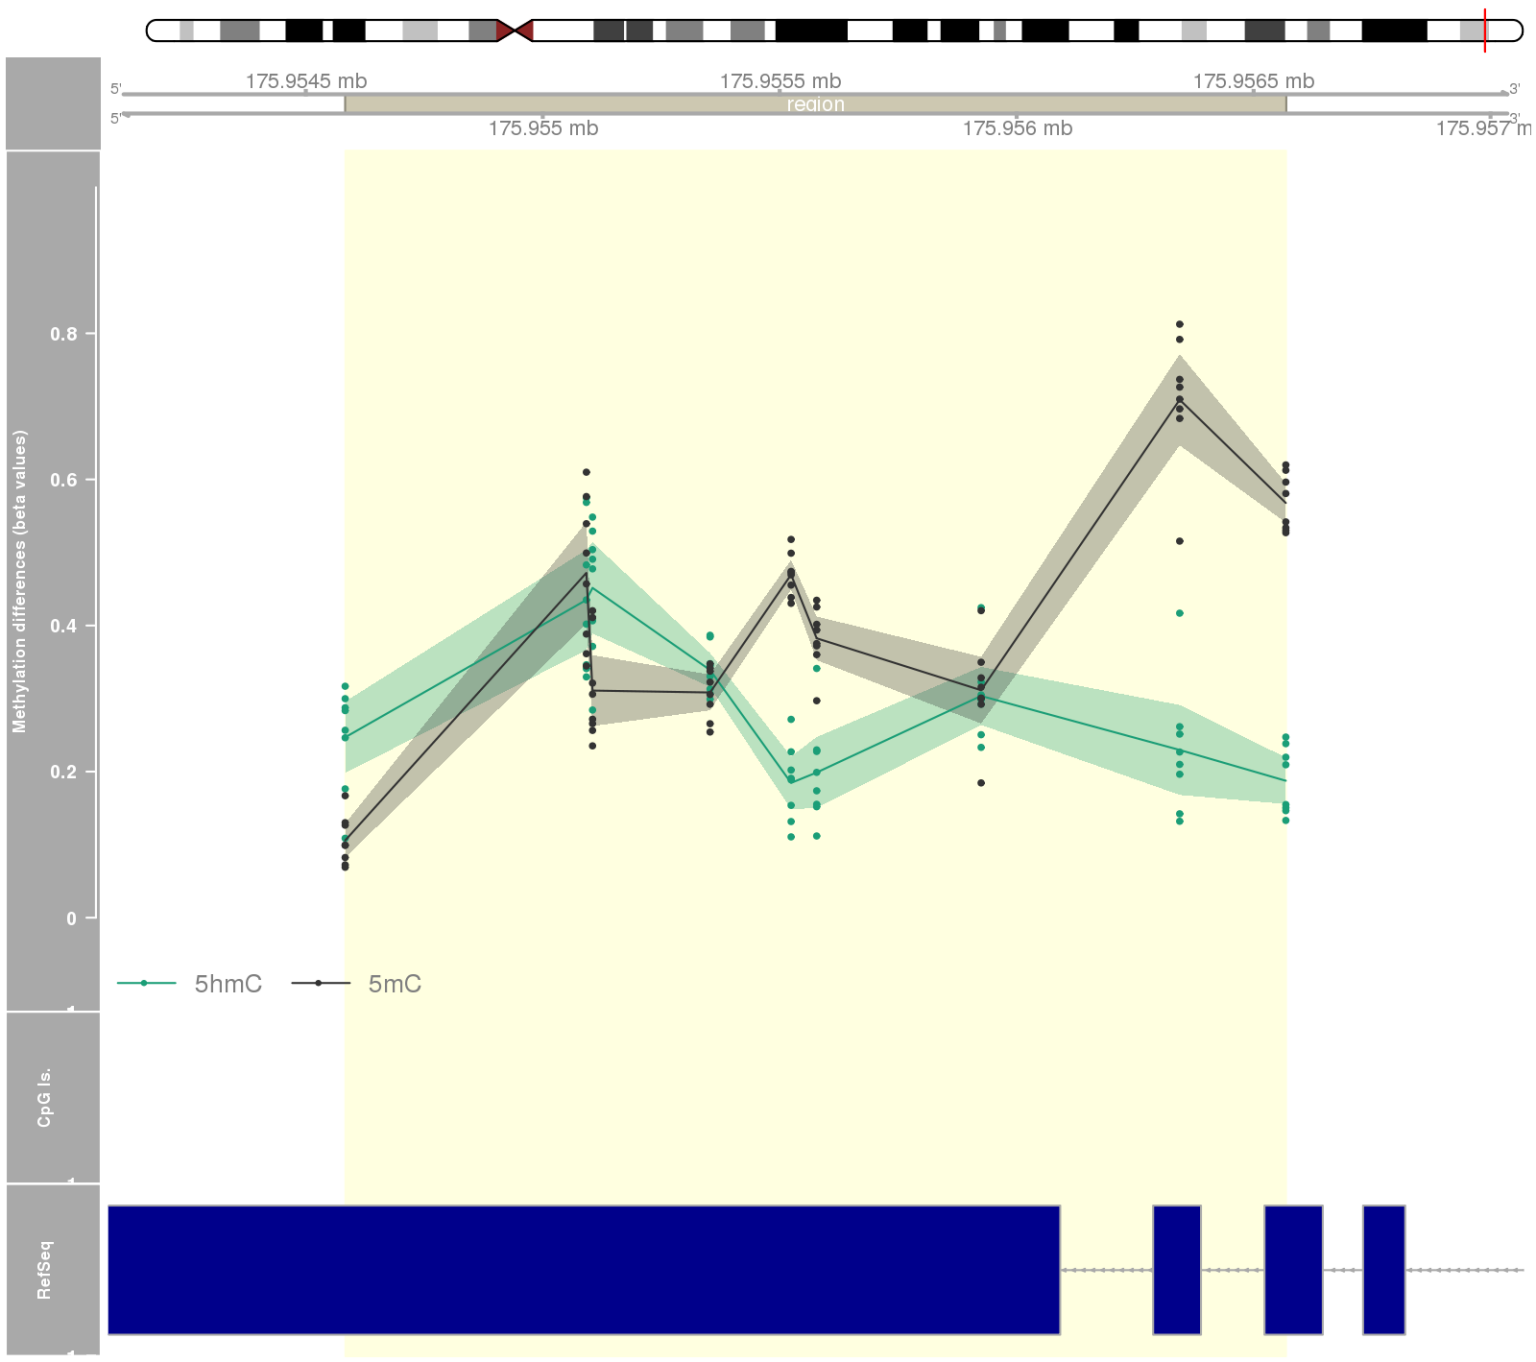 175.9545 mb
175.9555 mb
175.9565 mb
5'
3'
region
5'
3'
175.955 mb
175.956 mb
175.957 m
Methylation differences (beta values)
0.8
0.6
0.4
0.2
0
5hmC
5mC
CpG Is.
RefSeq